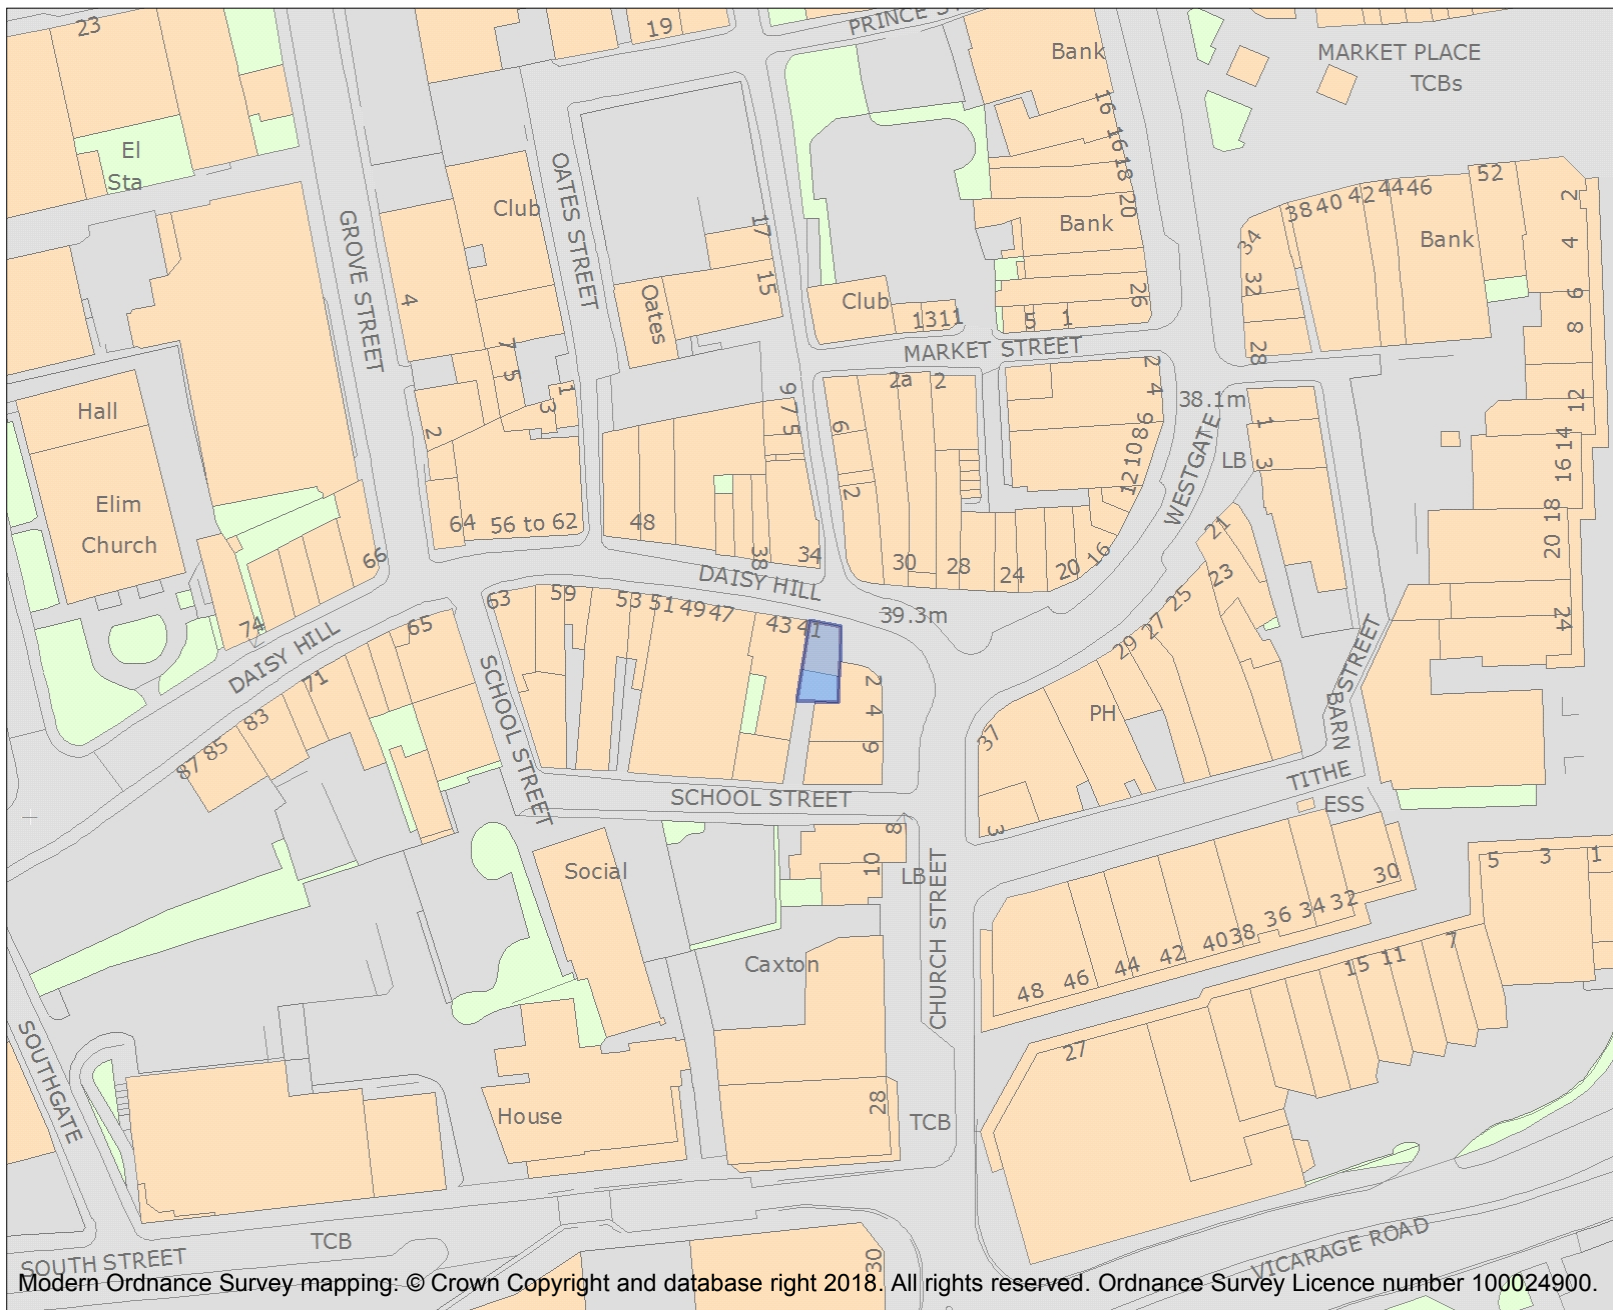 23
19
PRINCE S
Bank
MARKET PLACE
TCBs
El
Sta
16
16
18
20
Bank
OATES STREET
Club
GROVE STREET
4
17
15
Oates
Club
13 11
5
1
26
MARKET STREET
34
32
28
38 40 42 44 46
52
Bank
2
4
6
8
12
14
16
18
20
24
Hall
Elim
Church
2
7
5
3
1
9
7
5
6
2
2a
2
2
4
6
8
10
12
38.1m
WESTGATE
LB
1
3
64
56 to 62
48
38
34
30
28
24
20
16
21
23
25
27
29
66
74
DAISY HILL
39.3m
63
59
53 51 49 47
43 41
65
DAISY HILL
71
83
85
87
SCHOOL STREET
2
4
6
37
PH
BARN STREET
TITHE
ESS
SCHOOL STREET
3
8
10
LB
Social
CHURCH STREET
Caxton
48
46
44
42
40 38
36
34 32
30
5
3
1
15 11
7
27
SOUTHGATE
House
28
TCB
TCB
SOUTH STREET
30
VICARAGE ROAD
Modern Ordnance Survey mapping: © Crown Copyright and database right 2018. All rights reserved. Ordnance Survey Licence number 100024900.